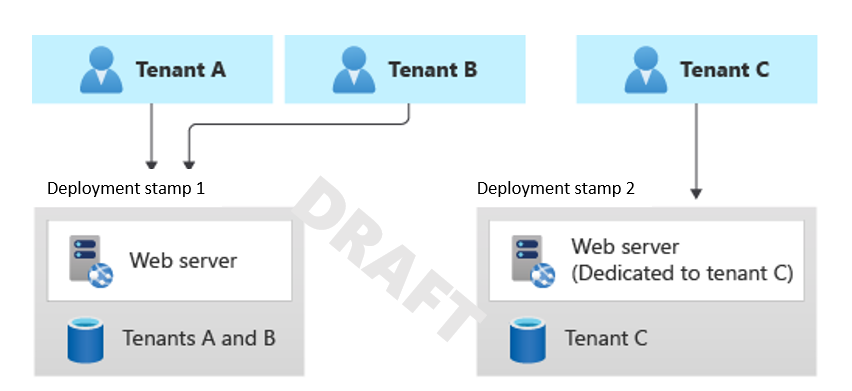 Tenant A
Tenant B
Tenant C
Deployment stamp 1
Deployment stamp 2
DRAFT
Web server
Web server
(Dedicated to tenant C)
Tenants A and B
Tenant C